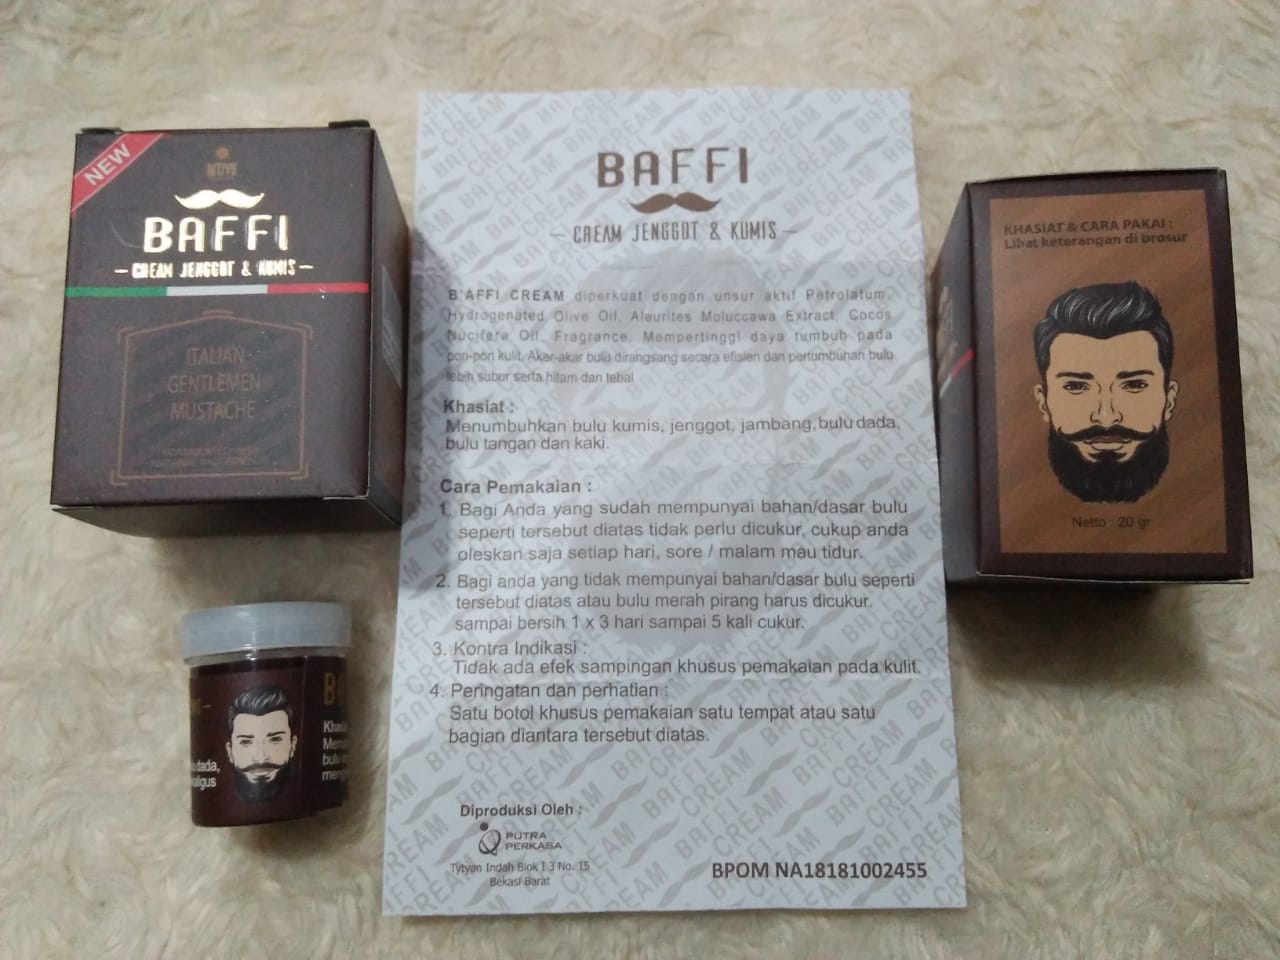 NEW
BAFFI
CREAM JENGGOT & KUMIS
ITALIAN
GENTLEMEN
MUSTACHE
BAFFI
CREAM JENGGOT & KUMIS
B'AFFI CREAM diperkuat dengan unsur aktif Petrolatum,
Hydrogenated Olive Oil, Aleurites Moluccawa Extract, Cocos
Nucifera Oil, Fragrance. Mempertinggi daya tumbuh pada
pori-pori kulit. Akar-akar bulu dirangsang secara efisien dan pertumbuhan bulu
lebih subur serta hitam dan tebal
Khasiat :
Menumbuhkan bulu kumis, jenggot, jambang, bulu dada,
bulu tangan dan kaki.
Cara Pemakaian :
1. Bagi Anda yang sudah mempunyai bahan/dasar bulu
seperti tersebut diatas tidak perlu dicukur, cukup anda
oleskan saja setiap hari, sore / malam mau tidur.
2. Bagi anda yang tidak mempunyai bahan/dasar bulu seperti
tersebut diatas atau bulu merah pirang harus dicukur.
sampai bersih 1 x 3 hari sampai 5 kali cukur.
3. Kontra Indikasi :
Tidak ada efek sampingan khusus pemakaian pada kulit.
4. Peringatan dan perhatian :
Satu botol khusus pemakaian satu tempat atau satu
bagian diantara tersebut diatas.
Diproduksi Oleh :
PUTRA
PERKASA
Tytyan Indah Blok I 3 No. 15
Bekasi Barat
BPOM NA18181002455
KHASIAT & CARA PAKAI :
Lihat keterangan di brosur
Netto : 20 gr
dada,